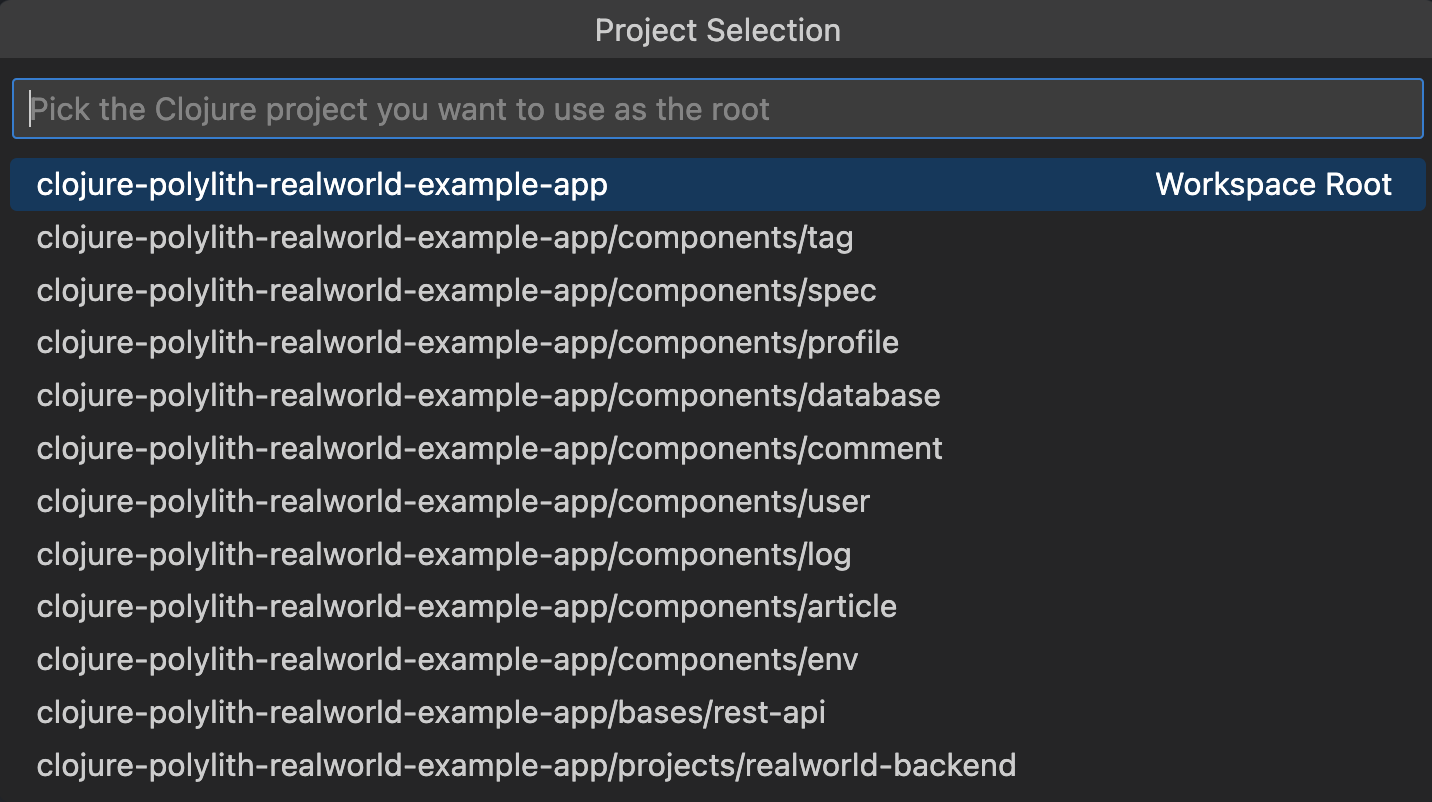 Project Selection
Pick the Clojure project you want to use as the root
clojure-polylith-realworld-example-app Workspace Root
clojure-polylith-realworld-example-app/components/tag
clojure-polylith-realworld-example-app/components/spec
clojure-polylith-realworld-example-app/components/profile
clojure-polylith-realworld-example-app/components/database
clojure-polylith-realworld-example-app/components/comment
clojure-polylith-realworld-example-app/components/user
clojure-polylith-realworld-example-app/components/log
clojure-polylith-realworld-example-app/components/article
clojure-polylith-realworld-example-app/components/env
clojure-polylith-realworld-example-app/bases/rest-api
clojure-polylith-realworld-example-app/projects/realworld-backend